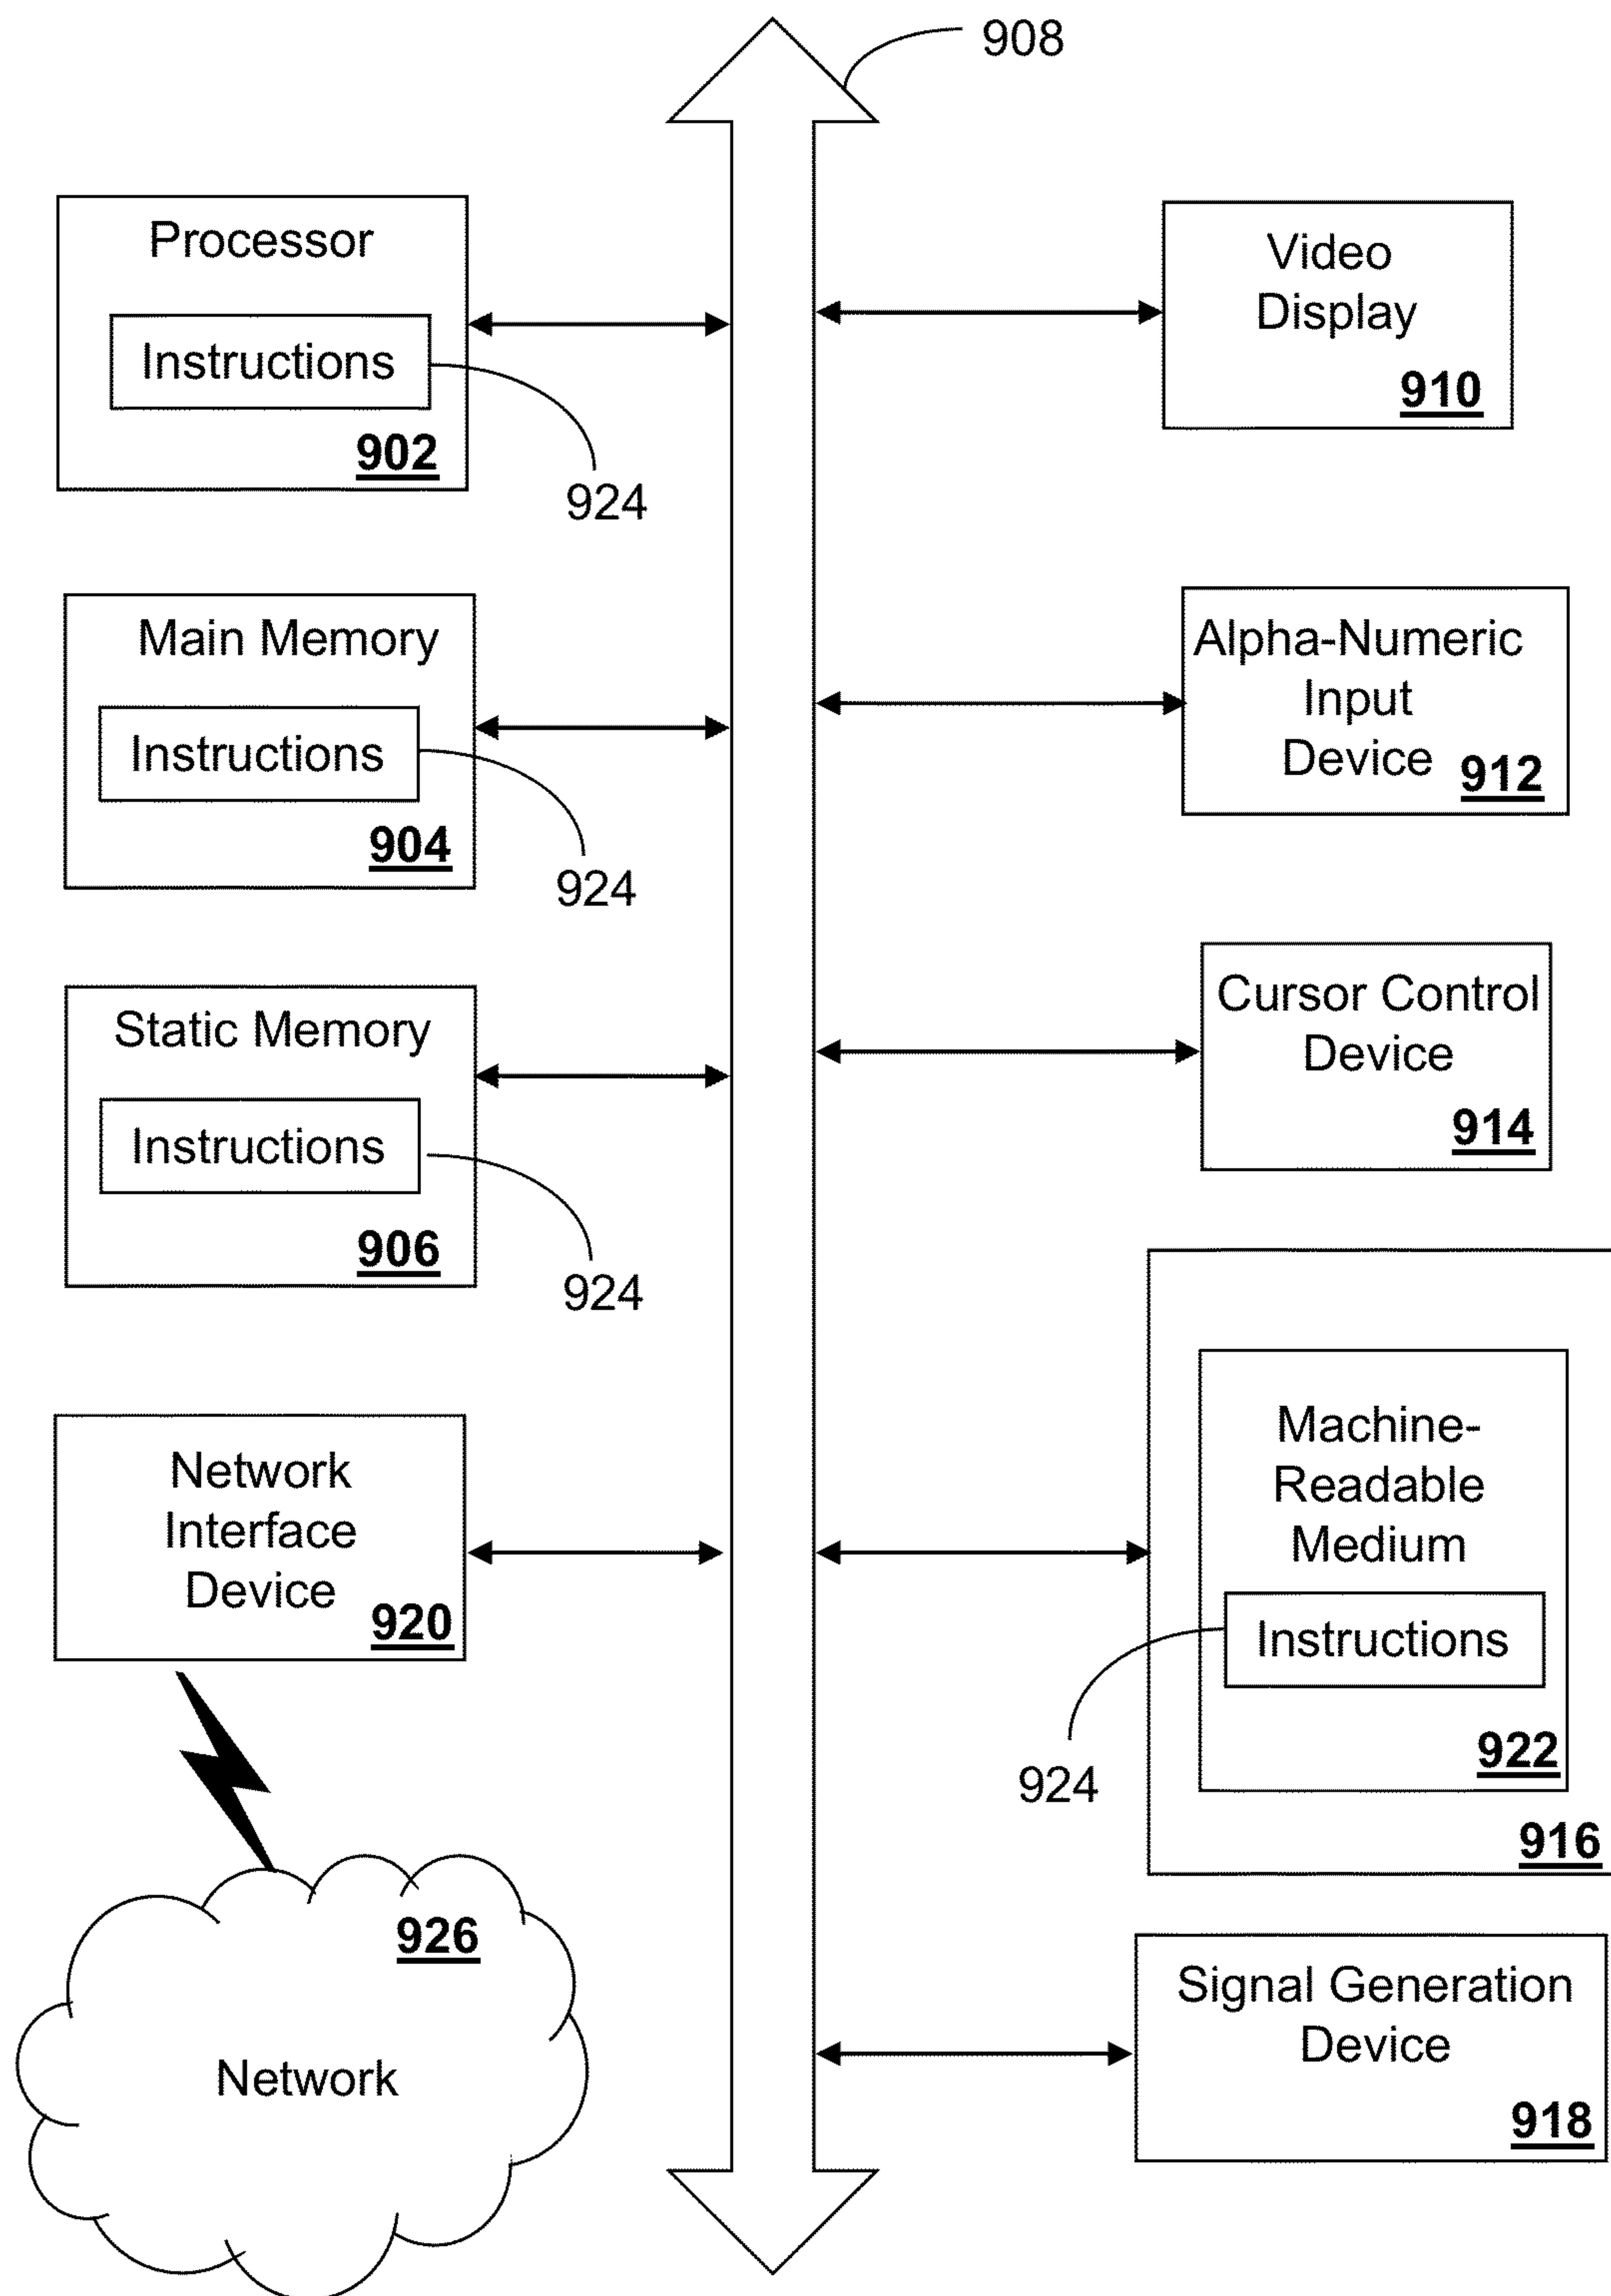 908
Processor
Instructions
902
924
Main Memory
Instructions
904
924
Static Memory
Instructions
906
924
Network
Interface
Device
920
926
Network
Video
Display
910
Alpha-Numeric
Input
Device
912
Cursor Control
Device
914
Machine-
Readable
Medium
Instructions
922
924
916
Signal Generation
Device
918